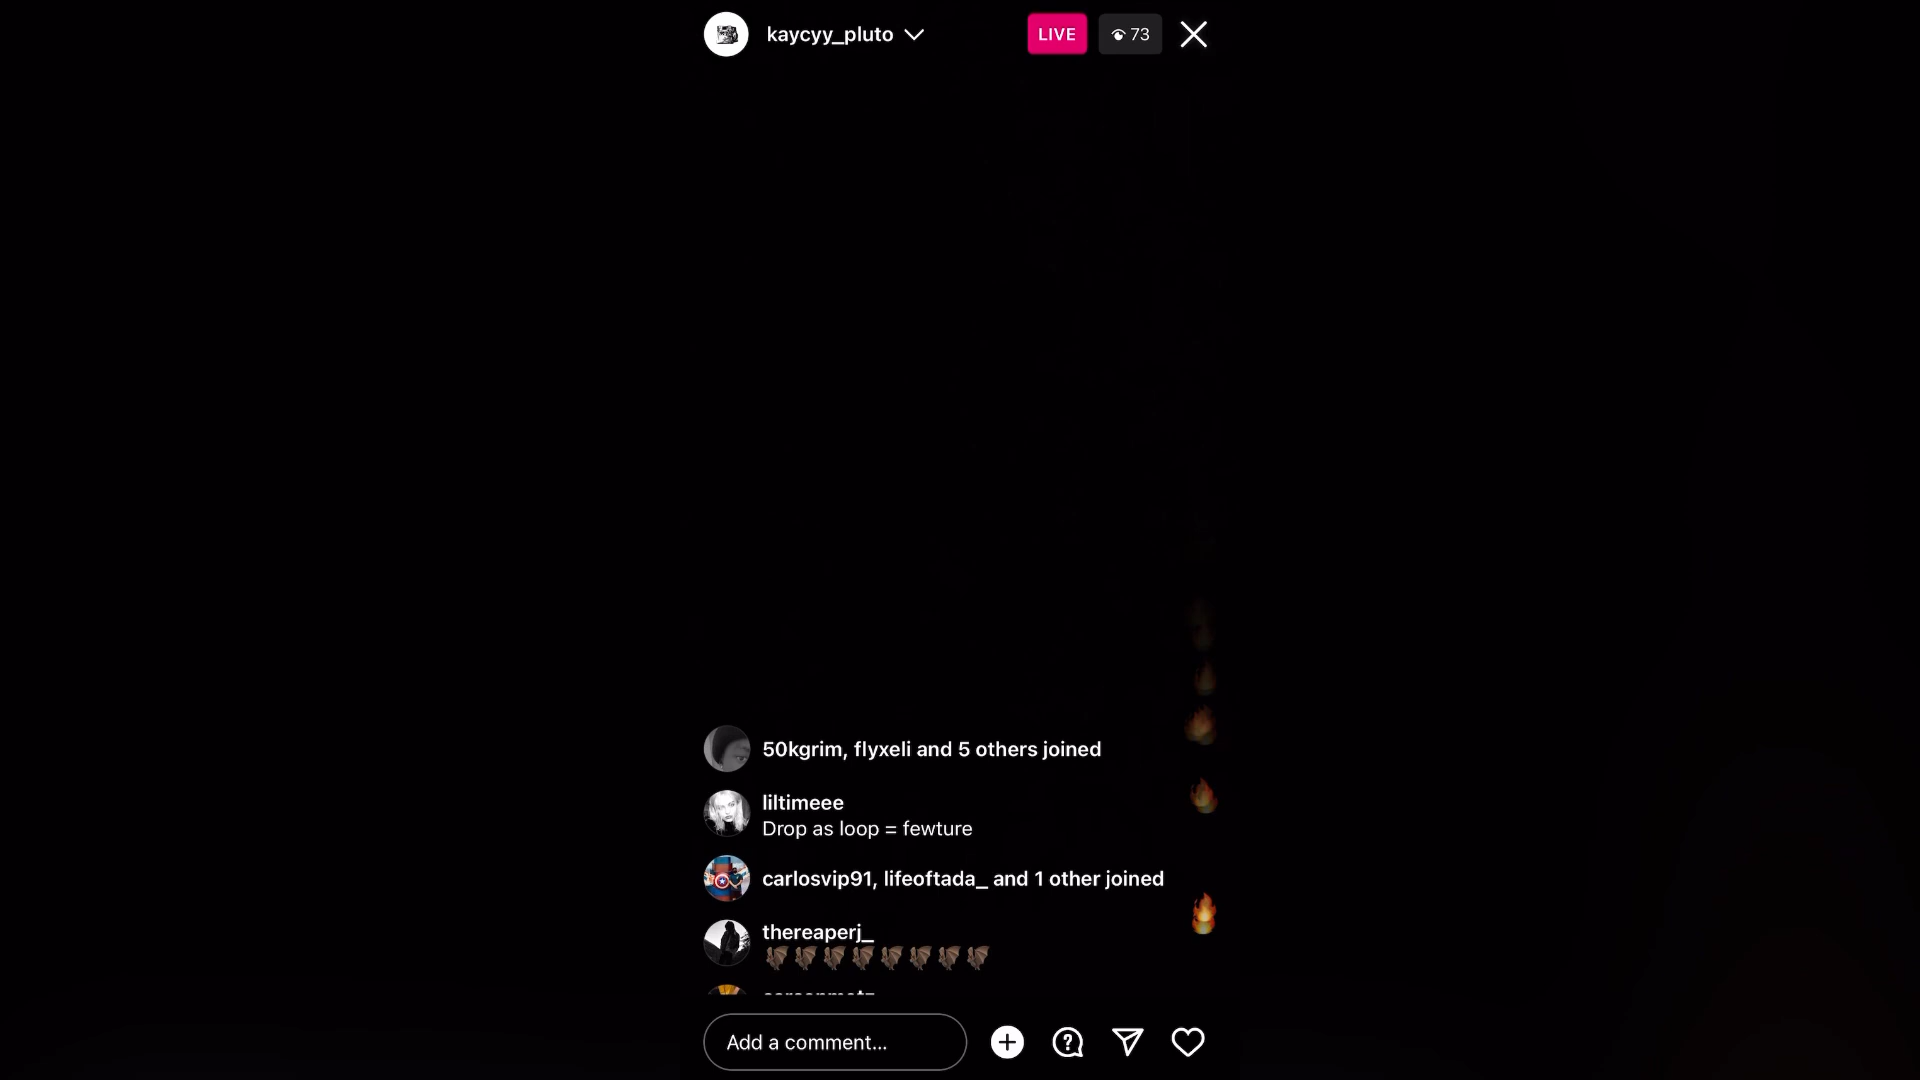 kaycyy_pluto
LIVE
73
50kgrim, flyxeli and 5 others joined
liltimeee
Drop as loop = fewture
carlosvip91, lifeoftada_ and 1 other joined
thereaperj_
🦇🦇🦇🦇🦇🦇🦇🦇
Add a comment...